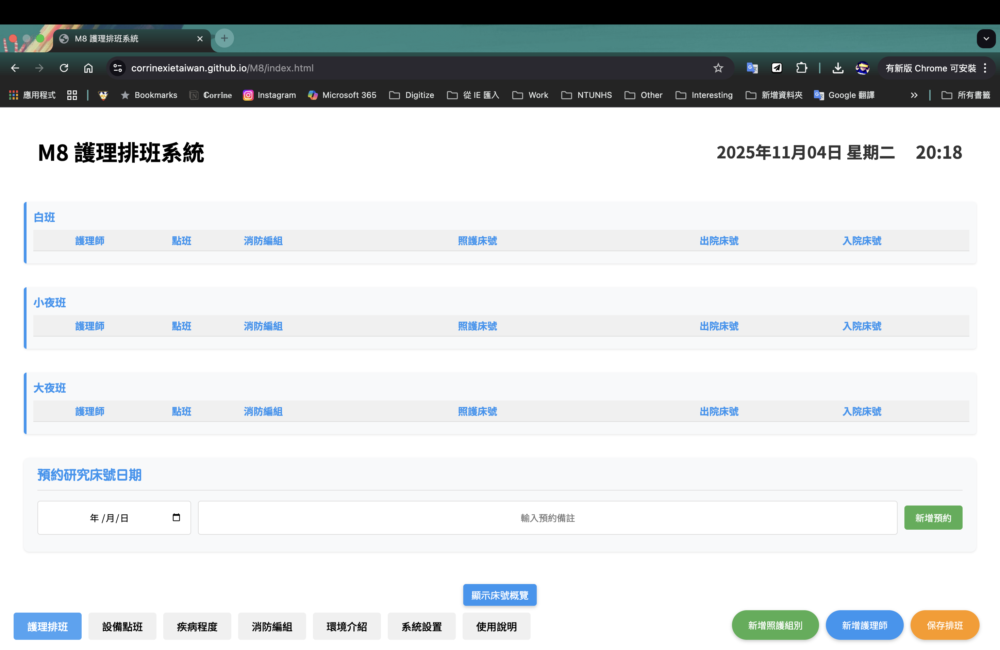 M8 護理排班系統
corrinexietaiwan.github.io/M8/index.html
有新版 Chrome 可安裝
應用程式 Bookmarks Corrine Instagram Microsoft 365 Digitize 從 IE 匯入 Work NTUNHS Other Interesting 新增資料夾 Google 翻譯 » 所有書籤
M8 護理排班系統 2025年11月04日 星期二 20:18
白班
護理師 點班 消防編組 照護床號 出院床號 入院床號
小夜班
護理師 點班 消防編組 照護床號 出院床號 入院床號
大夜班
護理師 點班 消防編組 照護床號 出院床號 入院床號
預約研究床號日期
年 /月/日 輸入預約備註 新增預約
顯示床號概覽
護理排班 設備點班 疾病程度 消防編組 環境介紹 系統設置 使用說明 新增照護組別 新增護理師 保存排班